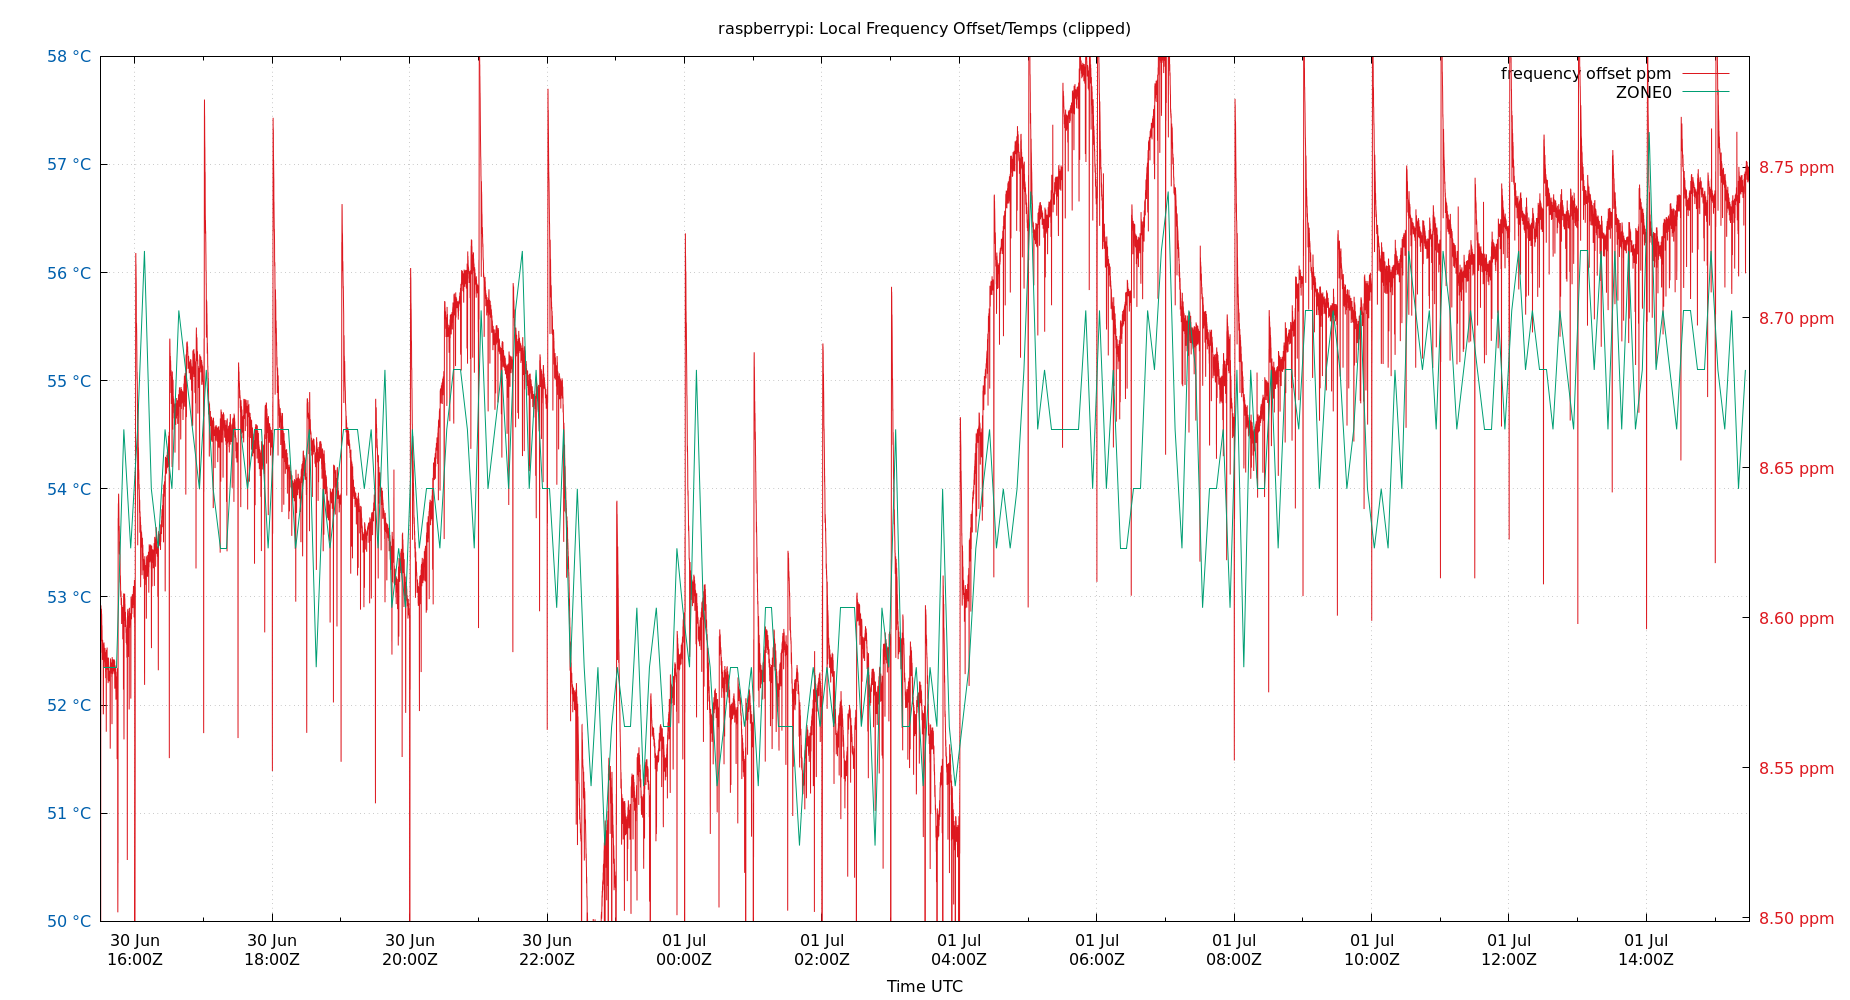 raspberrypi: Local Frequency Offset/Temps (clipped)
58 °C
57 °C
56 °C
55 °C
54 °C
53 °C
52 °C
51 °C
50 °C
frequency offset ppm
ZONE0
8.75 ppm
8.70 ppm
8.65 ppm
8.60 ppm
8.55 ppm
8.50 ppm
30 Jun 30 Jun 30 Jun 30 Jun 01 Jul 01 Jul 01 Jul 01 Jul 01 Jul 01 Jul 01 Jul 01 Jul
16:00Z 18:00Z 20:00Z 22:00Z 00:00Z 02:00Z 04:00Z 06:00Z 08:00Z 10:00Z 12:00Z 14:00Z
Time UTC